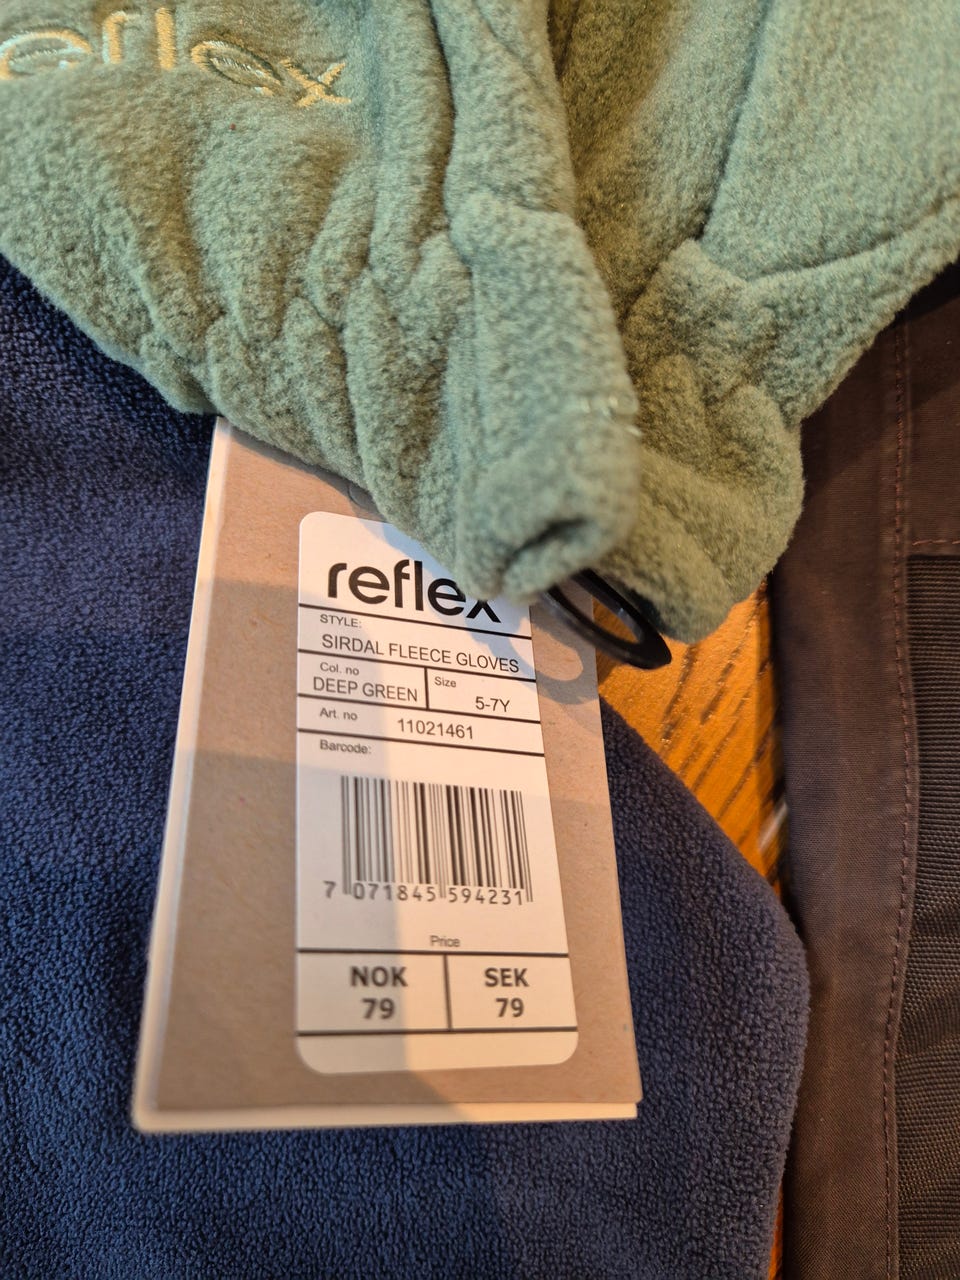 eflex
reflex
STYLE:
SIRDAL FLEECE GLOVES
Col. no
DEEP GREEN
Size
5-7Y
Art. no
11021461
Barcode:
7 071845 594231
Price
NOK
79
SEK
79